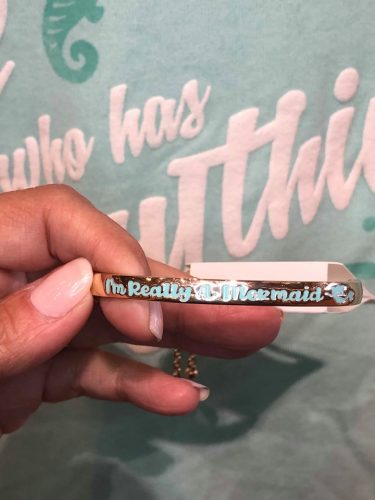 who has
I'm Really A Mermaid